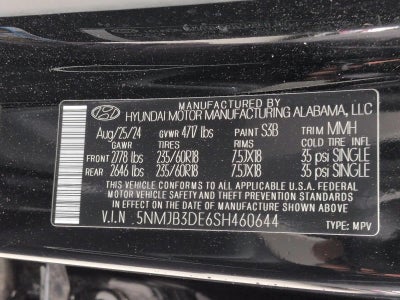 MANUFACTURED BY
HYUNDAI MOTOR MANUFACTURING ALABAMA, LLC
Aug/25/24 GVWR 4717 lbs PAINT S3B TRIM MMH
GAWR TIRES RIMS COLD TIRE INFL
FRONT 2778 lbs 235/60R18 7.5JX18 35 psi SINGLE
REAR 2646 lbs 235/60R18 7.5JX18 35 psi SINGLE
THIS VEHICLE CONFORMS TO ALL APPLICABLE U.S.A. FEDERAL
MOTOR VEHICLE SAFETY AND THEFT PREVENTION STANDARDS
IN EFFECT ON THE DATE OF MANUFACTURE SHOWN ABOVE.
V.I.N 5NMJB3DE6SH460644 TYPE: MPV